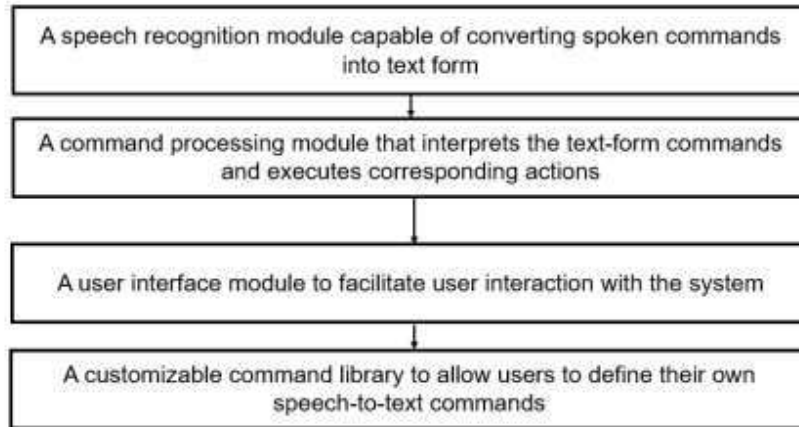 A speech recognition module capable of converting spoken commands
into text form
A command processing module that interprets the text-form commands
and executes corresponding actions
A user interface module to facilitate user interaction with the system
A customizable command library to allow users to define their own
speech-to-text commands